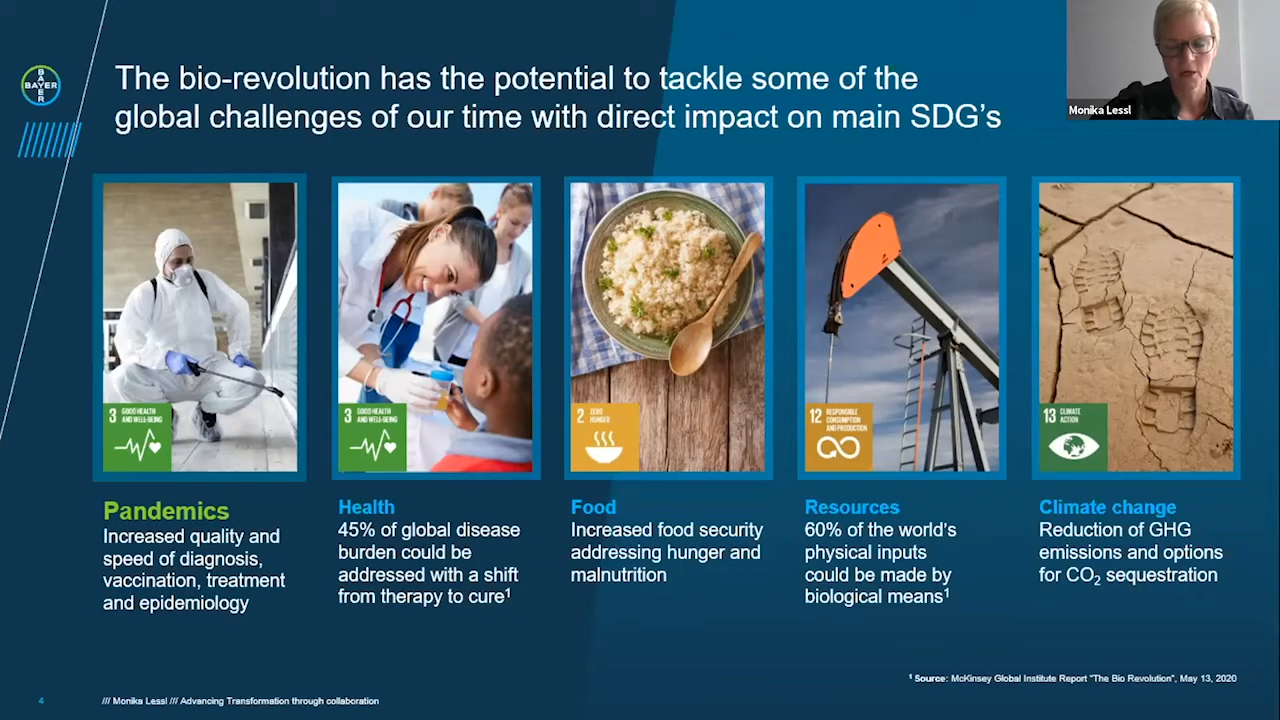 BAYER
BAYER
The bio-revolution has the potential to tackle some of the
global challenges of our time with direct impact on main SDG's
Monika Lessl
3 GOOD HEALTH
AND WELL-BEING
3 GOOD HEALTH
AND WELL-BEING
2 ZERO
HUNGER
12 RESPONSIBLE
CONSUMPTION
AND PRODUCTION
13 CLIMATE
ACTION
Pandemics
Increased quality and
speed of diagnosis,
vaccination, treatment
and epidemiology
Health
45% of global disease
burden could be
addressed with a shift
from therapy to cure¹
Food
Increased food security
addressing hunger and
malnutrition
Resources
60% of the world's
physical inputs
could be made by
biological means¹
Climate change
Reduction of GHG
emissions and options
for CO₂ sequestration
¹ Source: McKinsey Global Institute Report "The Bio Revolution", May 13, 2020
4
/// Monika Lessl /// Advancing Transformation through collaboration